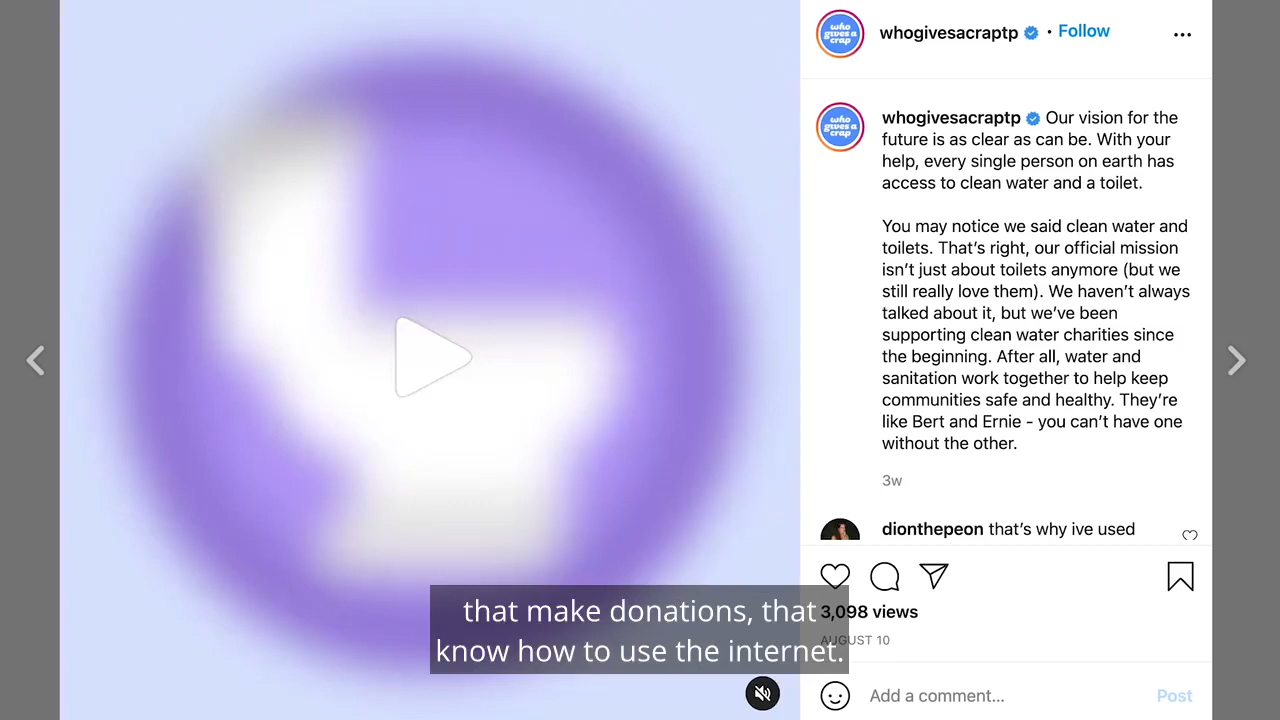 who gives a crap
whogivesacraptp • Follow
who gives a crap
whogivesacraptp Our vision for the
future is as clear as can be. With your
help, every single person on earth has
access to clean water and a toilet.
You may notice we said clean water and
toilets. That’s right, our official mission
isn’t just about toilets anymore (but we
still really love them). We haven’t always
talked about it, but we’ve been
supporting clean water charities since
the beginning. After all, water and
sanitation work together to help keep
communities safe and healthy. They’re
like Bert and Ernie - you can’t have one
without the other.
3w
dionthepeon that’s why ive used
3,098 views
AUGUST 10
Add a comment... Post
that make donations, that
know how to use the internet.